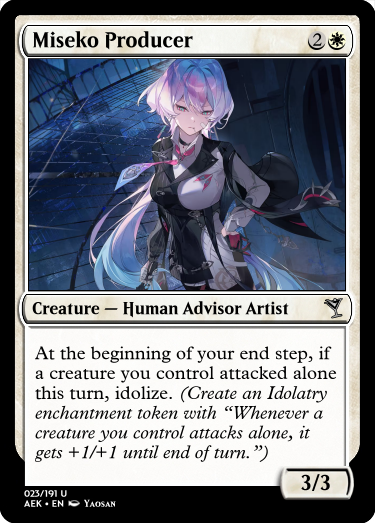 Miseko Producer 2
Creature — Human Advisor Artist
At the beginning of your end step, if
a creature you control attacked alone
this turn, idolize. (Create an Idolatry
enchantment token with “Whenever a
creature you control attacks alone, it
gets +1/+1 until end of turn.”)
3/3
023/191 U
AEK • EN Yaosan